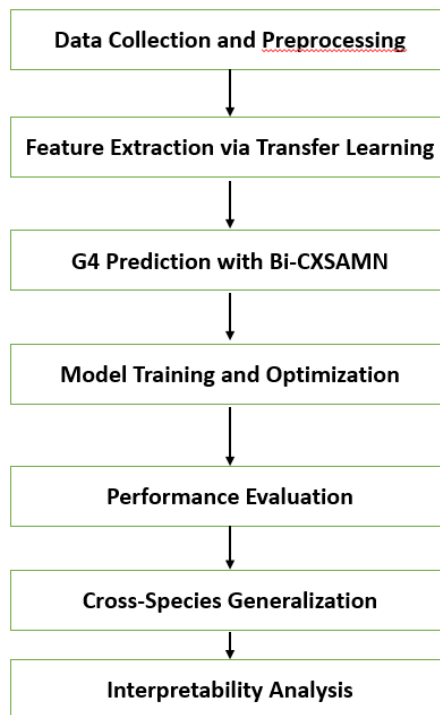 Data Collection and Preprocessing
Feature Extraction via Transfer Learning
G4 Prediction with Bi-CXSAMN
Model Training and Optimization
Performance Evaluation
Cross-Species Generalization
Interpretability Analysis